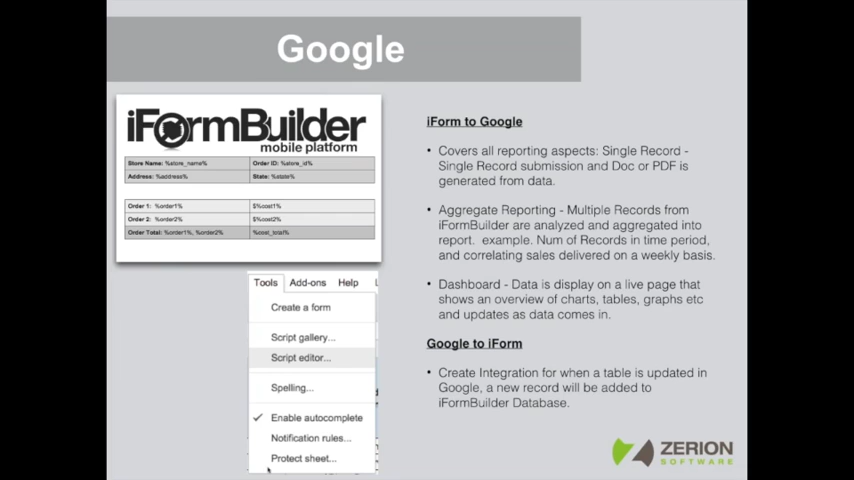 Google
iFormBuilder
mobile platform
Store Name: %store_name% Order ID: %store_id%
Address: %address% State: %state%
Order 1: %order1% $%cost1%
Order 2: %order2% $%cost2%
Order Total: %order1%, %order2% %cost_total%
Tools Add-ons Help
Create a form
Script gallery...
Script editor...
Spelling...
Enable autocomplete
Notification rules...
Protect sheet...
iForm to Google
• Covers all reporting aspects: Single Record -
Single Record submission and Doc or PDF is
generated from data.
• Aggregate Reporting - Multiple Records from
iFormBuilder are analyzed and aggregated into
report. example. Num of Records in time period,
and correlating sales delivered on a weekly basis.
• Dashboard - Data is display on a live page that
shows an overview of charts, tables, graphs etc
and updates as data comes in.
Google to iForm
• Create Integration for when a table is updated in
Google, a new record will be added to
iFormBuilder Database.
ZERION
SOFTWARE